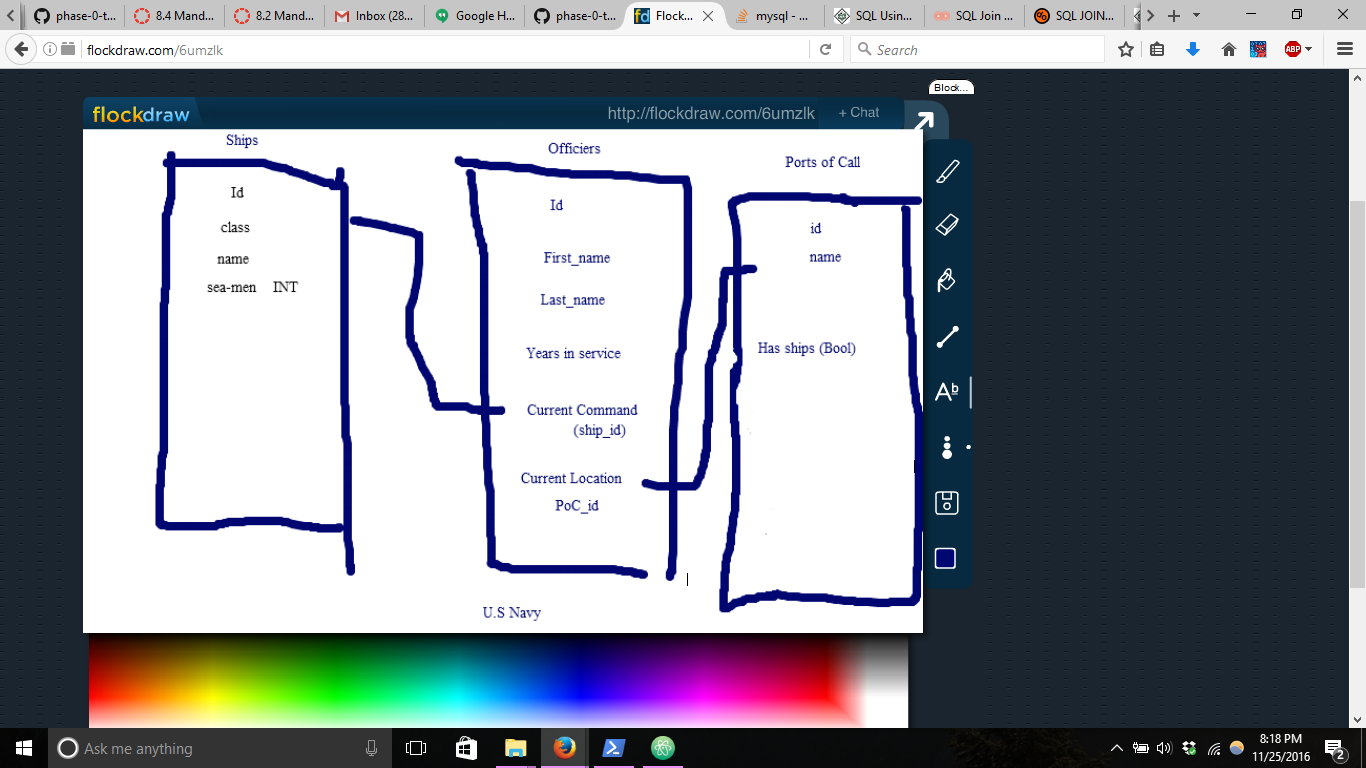 phase-0-t...
8.4 Mand...
8.2 Mand...
Inbox (28...
Google H...
phase-0-t...
Flock...
mysql - ...
SQL Usin...
SQL Join ...
SQL JOIN...
flockdraw.com/6umzlk
Search
ABP
Block...
flockdraw
http://flockdraw.com/6umzlk
+ Chat
Ships
Id
class
name
sea-men INT
Officiers
Id
First_name
Last_name
Years in service
Current Command
(ship_id)
Current Location
PoC_id
Ports of Call
id
name
Has ships (Bool)
U.S Navy
Ab
Ask me anything
8:18 PM
11/25/2016
2